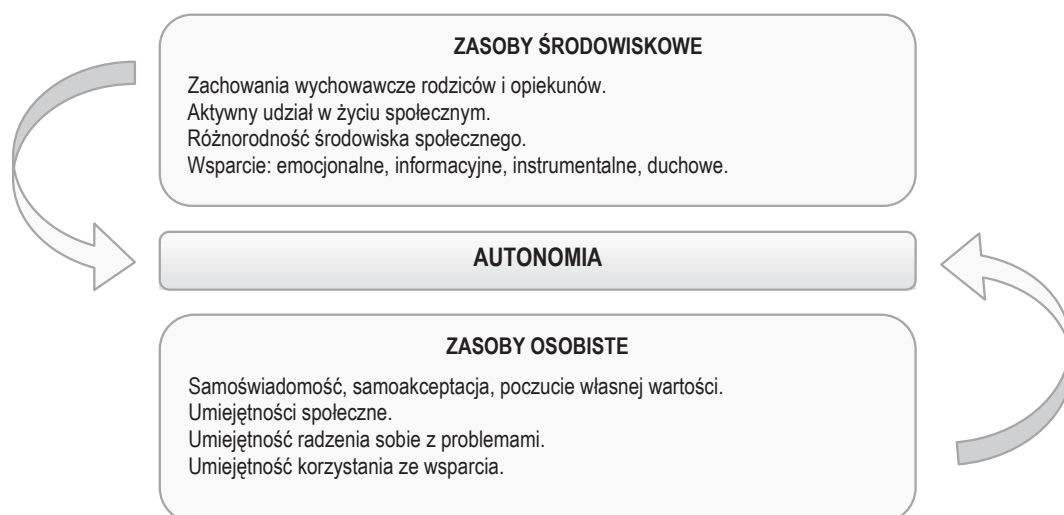 ZASOBY ŚRODOWISKOWE
Zachowania wychowawcze rodziców i opiekunów.
Aktywny udział w życiu społecznym.
Różnorodność środowiska społecznego.
Wsparcie: emocjonalne, informacyjne, instrumentalne, duchowe.
AUTONOMIA
ZASOBY OSOBISTE
Samoświadomość, samoakceptacja, poczucie własnej wartości.
Umiejętności społeczne.
Umiejętność radzenia sobie z problemami.
Umiejętność korzystania ze wsparcia.